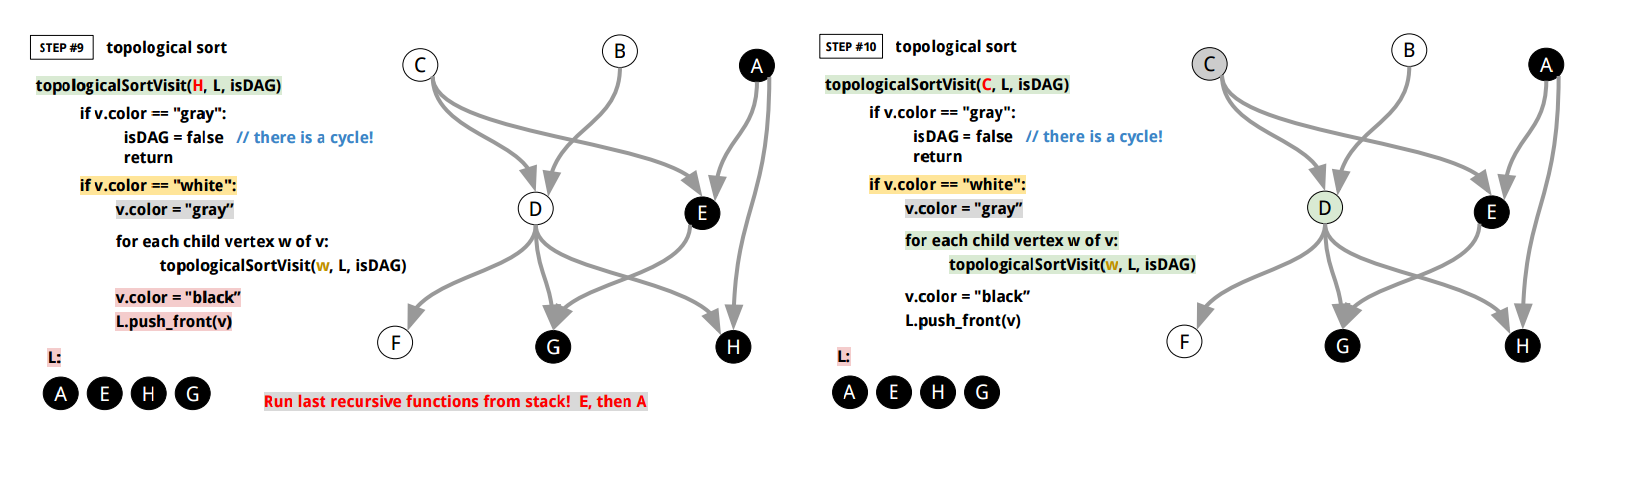 STEP #9 topological sort
topologicalSortVisit(H, L, isDAG)
if v.color == "gray":
isDAG = false // there is a cycle!
return
if v.color == "white":
v.color = "gray”
for each child vertex w of v:
topologicalSortVisit(w, L, isDAG)
v.color = "black”
L.push_front(v)
L:
A E H G
Run last recursive functions from stack! E, then A
C
B
A
D
E
F
G
H
STEP #10 topological sort
topologicalSortVisit(C, L, isDAG)
if v.color == "gray":
isDAG = false // there is a cycle!
return
if v.color == "white":
v.color = "gray”
for each child vertex w of v:
topologicalSortVisit(w, L, isDAG)
v.color = "black”
L.push_front(v)
L:
A E H G
C
B
A
D
E
F
G
H